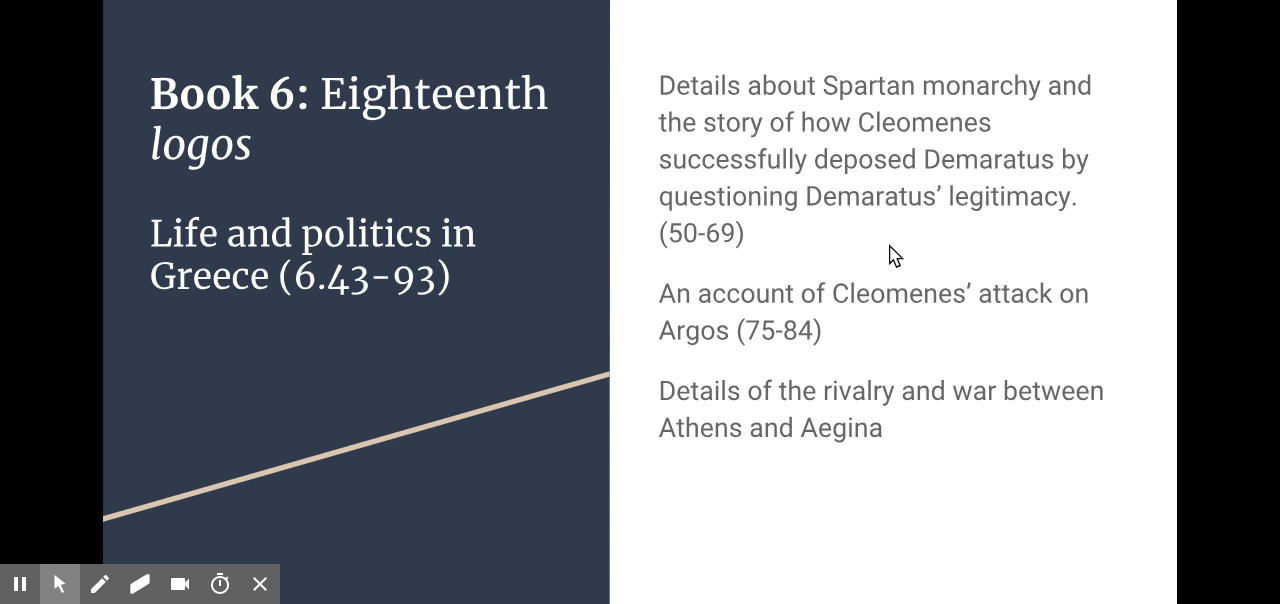 Book 6: Eighteenth
logos
Life and politics in
Greece (6.43-93)
Details about Spartan monarchy and
the story of how Cleomenes
successfully deposed Demaratus by
questioning Demaratus’ legitimacy.
(50-69)
An account of Cleomenes’ attack on
Argos (75-84)
Details of the rivalry and war between
Athens and Aegina